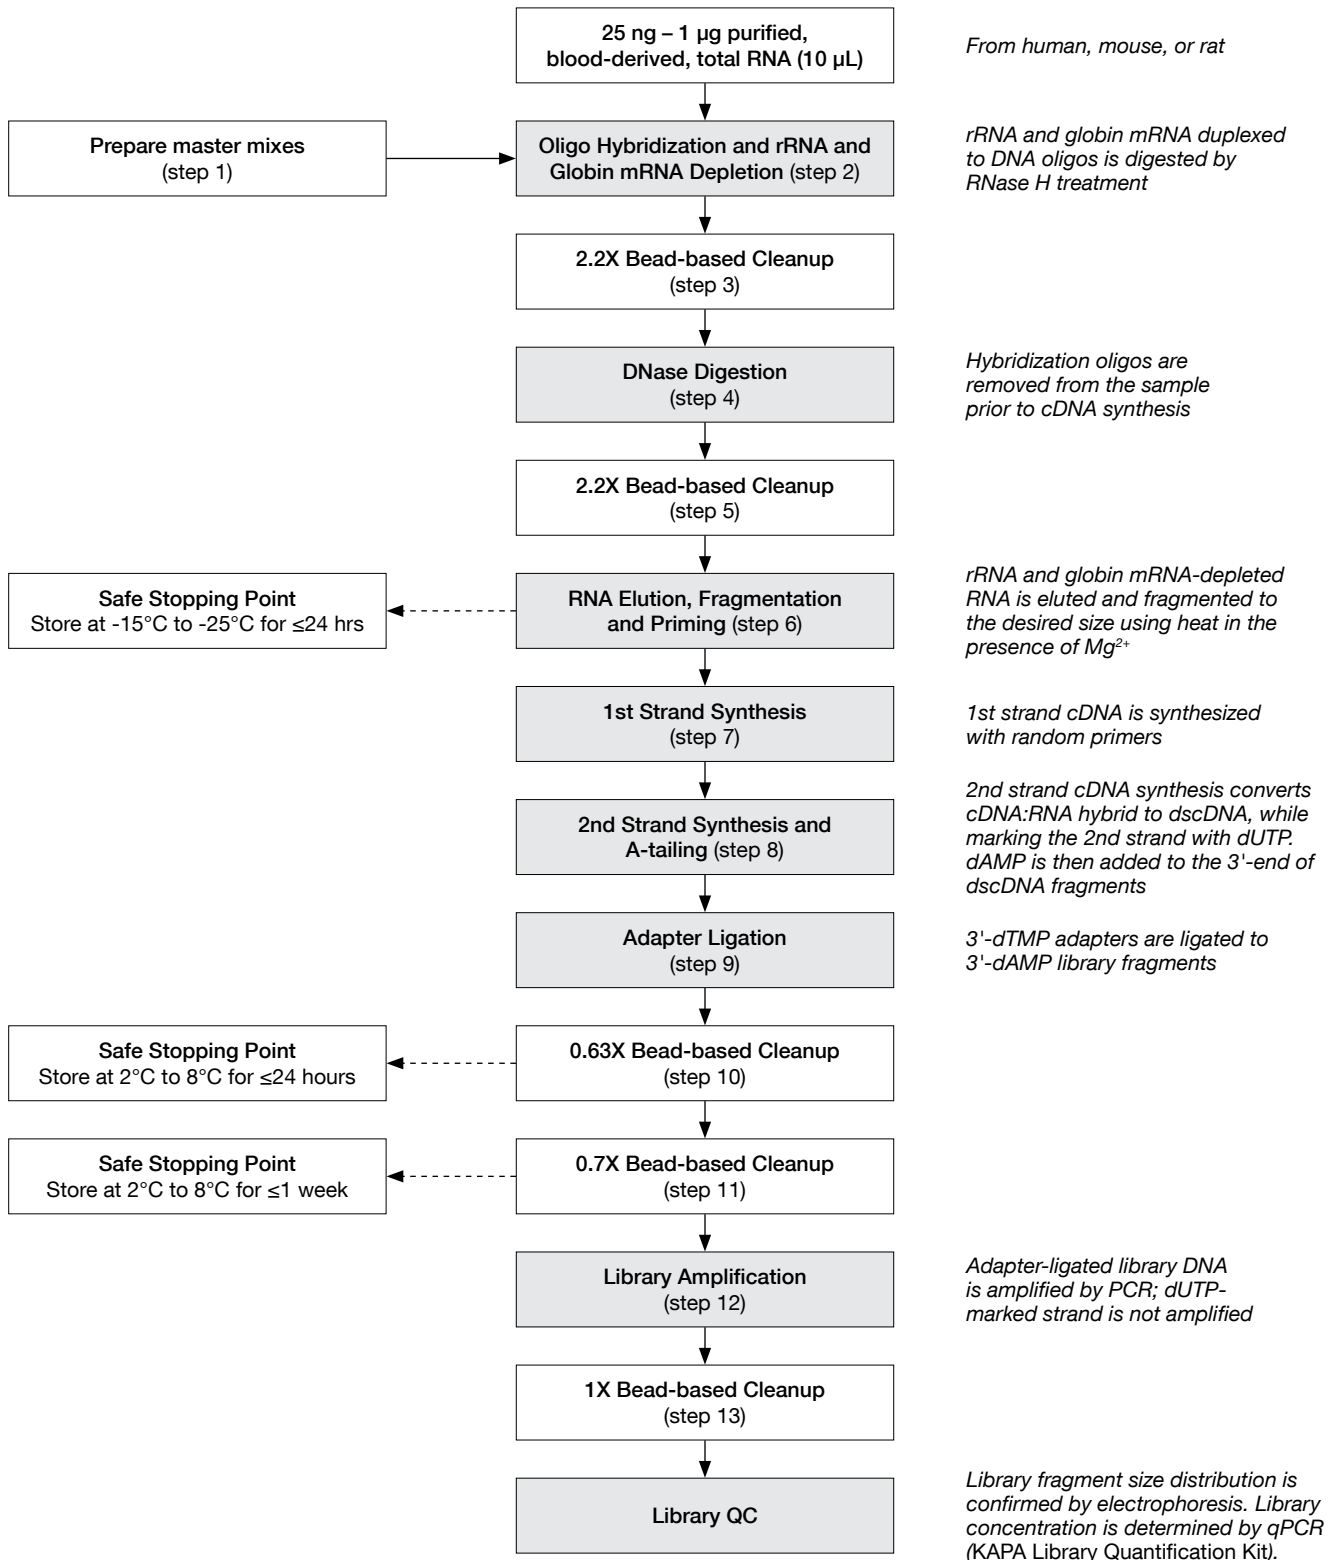 25 ng – 1 µg purified,
blood-derived, total RNA (10 µL)
From human, mouse, or rat
Prepare master mixes
(step 1)
Oligo Hybridization and rRNA and
Globin mRNA Depletion (step 2)
rRNA and globin mRNA duplexed
to DNA oligos is digested by
RNase H treatment
2.2X Bead-based Cleanup
(step 3)
DNase Digestion
(step 4)
Hybridization oligos are
removed from the sample
prior to cDNA synthesis
2.2X Bead-based Cleanup
(step 5)
Safe Stopping Point
Store at -15°C to -25°C for ≤24 hrs
RNA Elution, Fragmentation
and Priming (step 6)
rRNA and globin mRNA-depleted
RNA is eluted and fragmented to
the desired size using heat in the
presence of Mg²⁺
1st Strand Synthesis
(step 7)
1st strand cDNA is synthesized
with random primers
2nd Strand Synthesis and
A-tailing (step 8)
2nd strand cDNA synthesis converts
cDNA:RNA hybrid to dscDNA, while
marking the 2nd strand with dUTP.
dAMP is then added to the 3'-end of
dscDNA fragments
Adapter Ligation
(step 9)
3'-dTMP adapters are ligated to
3'-dAMP library fragments
Safe Stopping Point
Store at 2°C to 8°C for ≤24 hours
0.63X Bead-based Cleanup
(step 10)
Safe Stopping Point
Store at 2°C to 8°C for ≤1 week
0.7X Bead-based Cleanup
(step 11)
Library Amplification
(step 12)
Adapter-ligated library DNA
is amplified by PCR; dUTP-
marked strand is not amplified
1X Bead-based Cleanup
(step 13)
Library QC
Library fragment size distribution is
confirmed by electrophoresis. Library
concentration is determined by qPCR
(KAPA Library Quantification Kit).